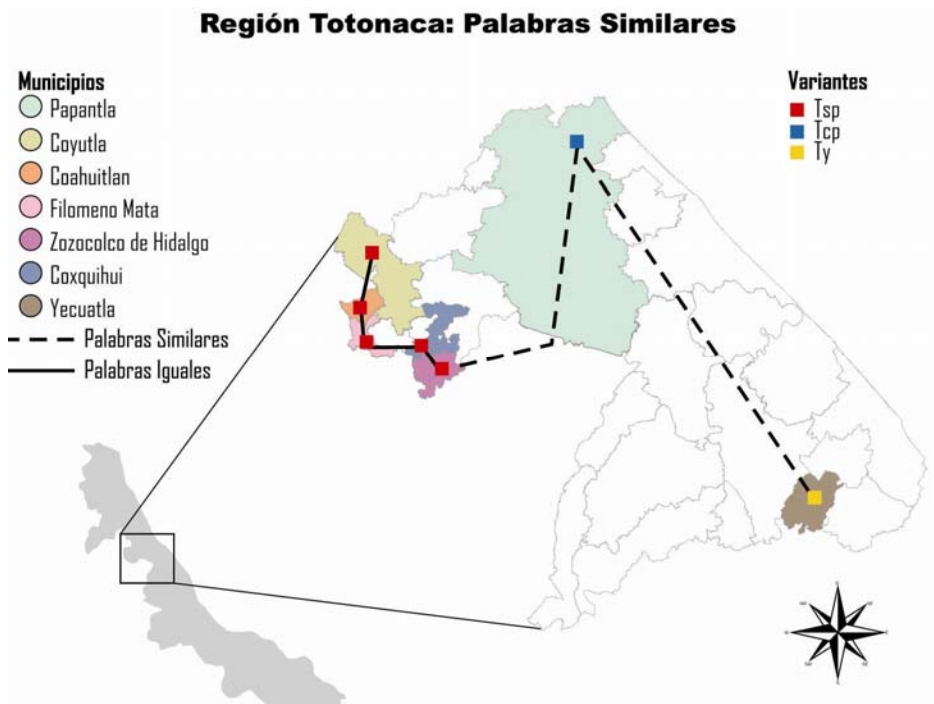 Región Totonaca: Palabras Similares
Municipios
Papantla
Coyutla
Coahuitlan
Filomeno Mata
Zozocolco de Hidalgo
Coxquihui
Yecuatla
Palabras Similares
Palabras Iguales
Variantes
Tsp
Tcp
Ty